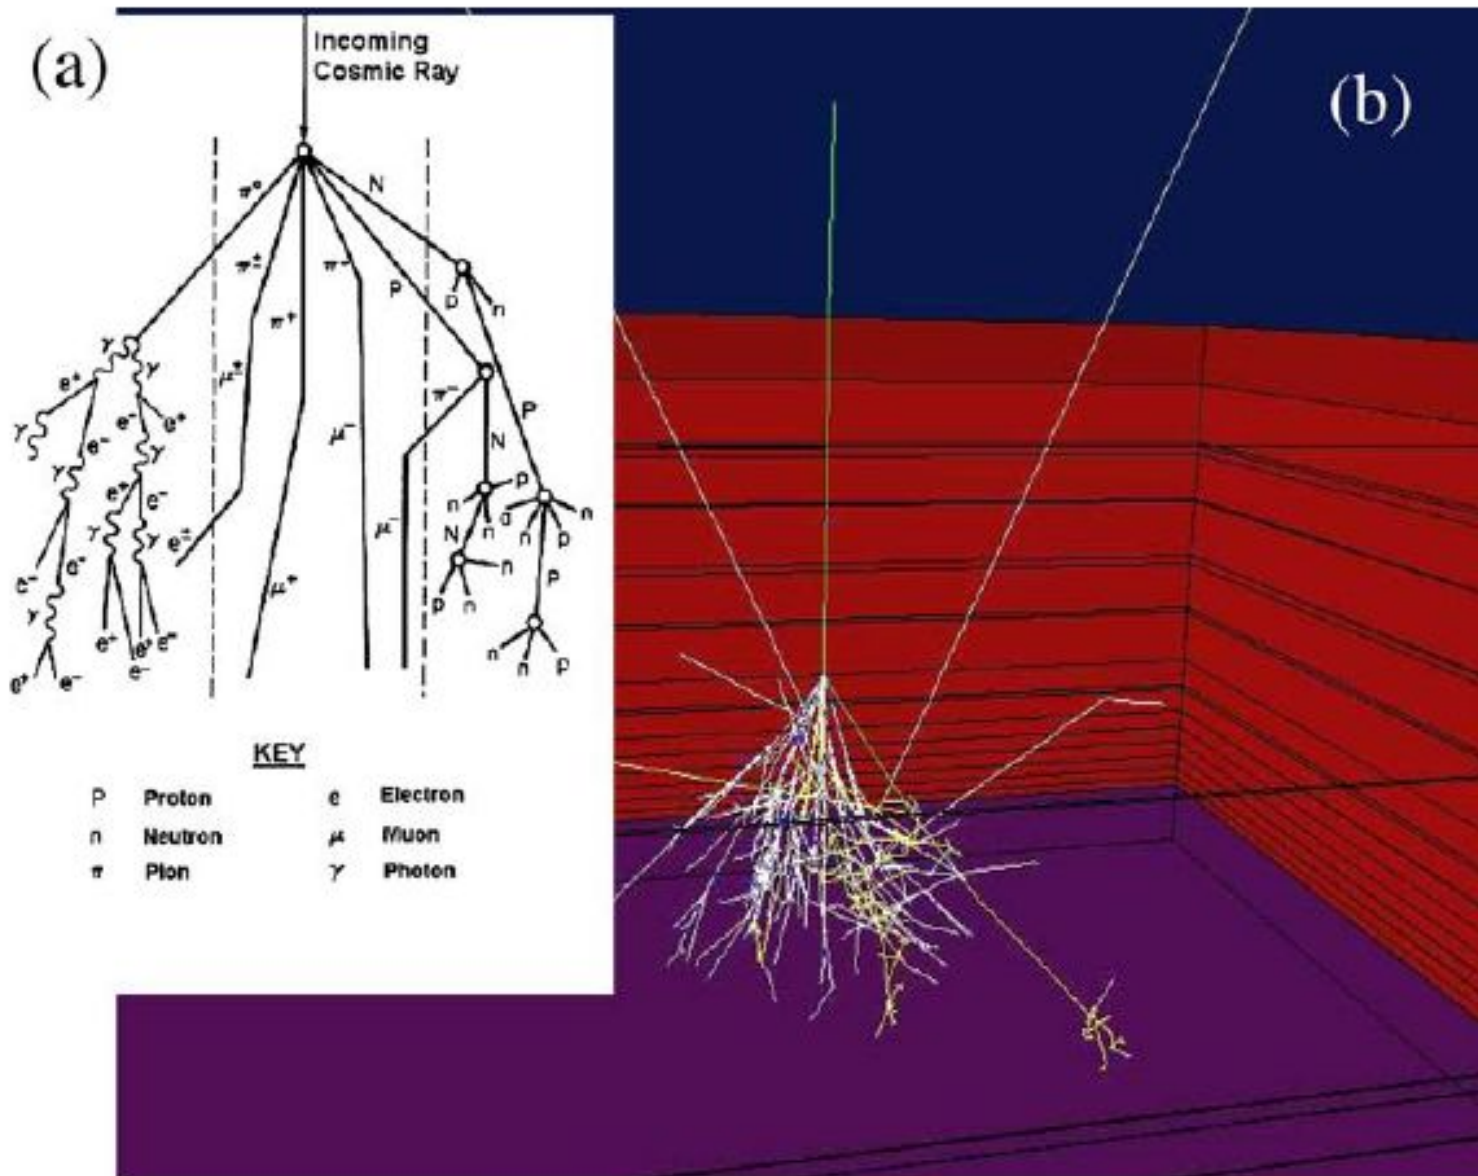 (a)
Incoming
Cosmic Ray
(b)
π° N
π± π⁻ P p n
π⁺
γ γ
e⁺ γ μ± π⁻
e⁻ e⁺ P
γ e⁻ μ⁻ N
γ γ p
e⁺ e⁻ n n α n
γ γ e± μ⁻ N n p
e⁻ e⁻ n P
γ μ⁺ p n
e⁺ e⁺ e⁻
e⁻ n n p
e⁺ e⁻
KEY
P Proton e Electron
n Neutron μ Muon
π Pion γ Photon